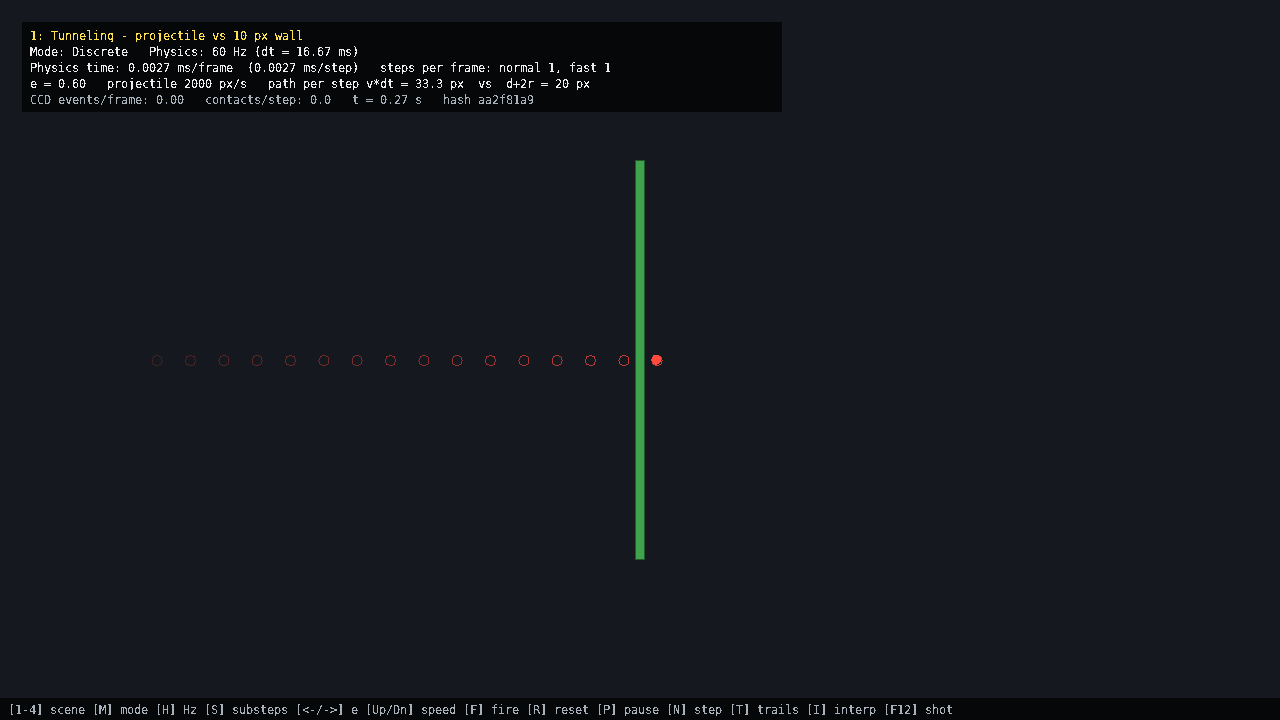 1: Tunneling - projectile vs 10 px wall
Mode: Discrete   Physics: 60 Hz (dt = 16.67 ms)
Physics time: 0.0027 ms/frame  (0.0027 ms/step)   steps per frame: normal 1, fast 1
e = 0.60   projectile 2000 px/s   path per step v*dt = 33.3 px  vs  d+2r = 20 px
CCD events/frame: 0.00   contacts/step: 0.0   t = 0.27 s   hash aa2f81a9
[1-4] scene [M] mode [H] Hz [S] substeps [<-/->] e [Up/Dn] speed [F] fire [R] reset [P] pause [N] step [T] trails [I] interp [F12] shot